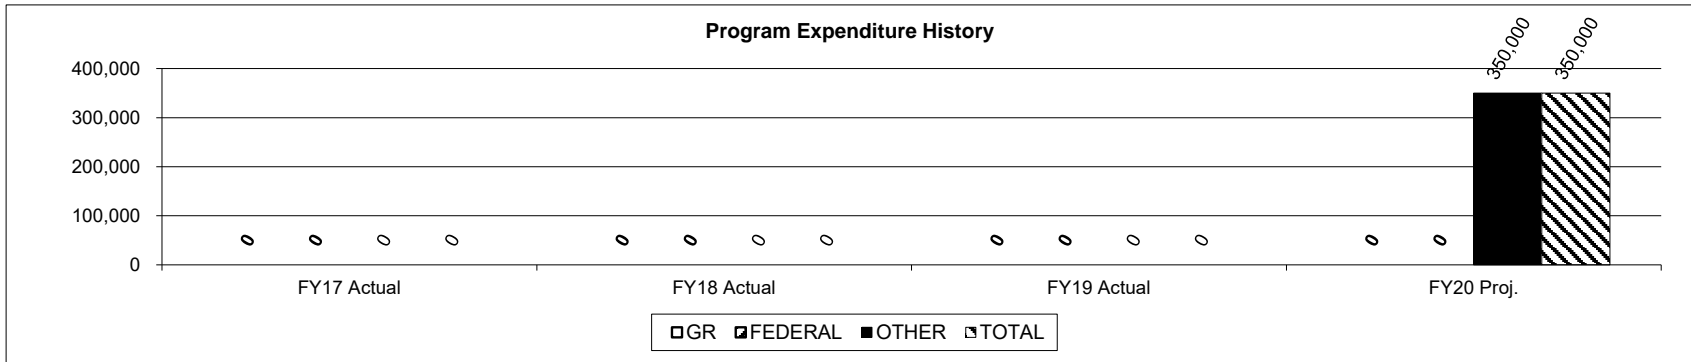 Program Expenditure History
350,000 350,000
400,000
300,000
200,000
100,000
0
0 0 0 0 0 0 0 0 0 0 0 0 0 0
FY17 Actual FY18 Actual FY19 Actual FY20 Proj.
GR FEDERAL OTHER TOTAL